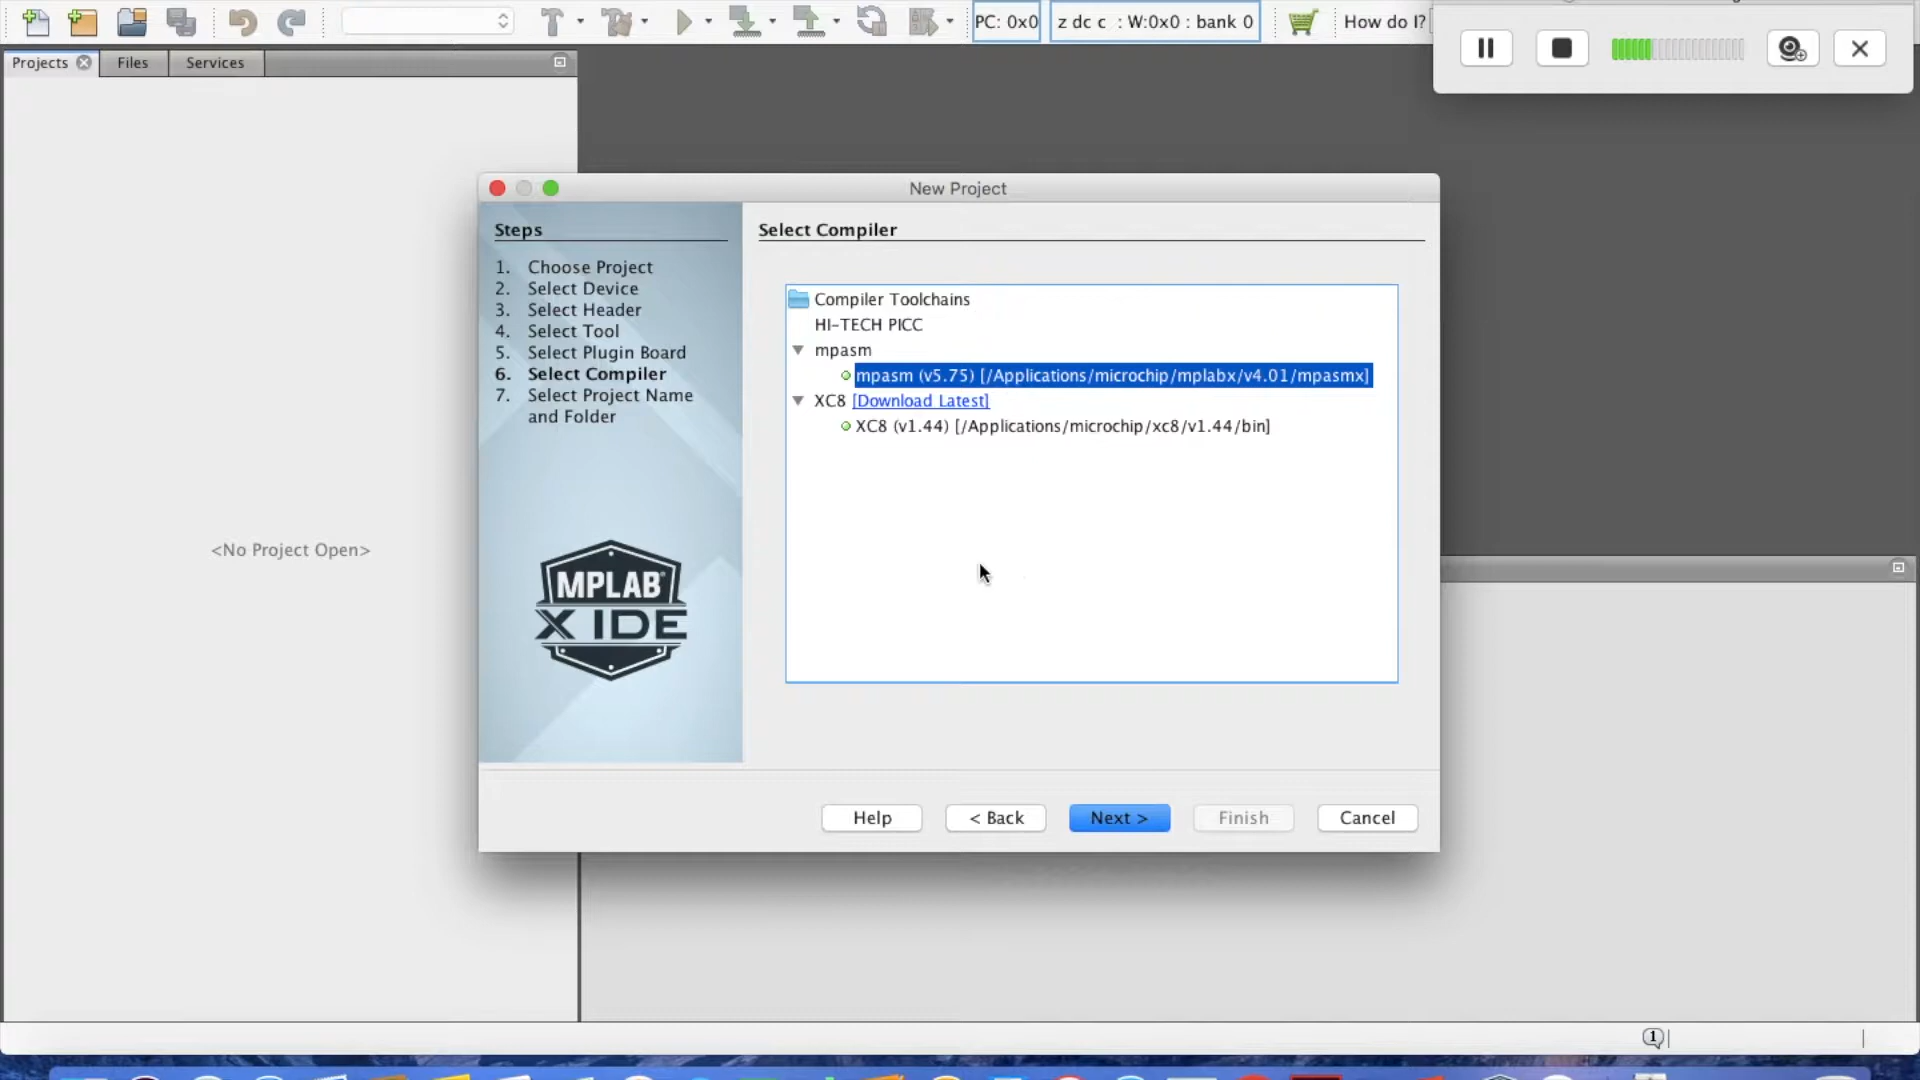 PC: 0x0
z dc c : W:0x0 : bank 0
How do I?
Projects
Files
Services
New Project
Steps
Select Compiler
1. Choose Project
2. Select Device
3. Select Header
4. Select Tool
5. Select Plugin Board
6. Select Compiler
7. Select Project Name
and Folder
Compiler Toolchains
HI-TECH PICC
mpasm
mpasm (v5.75) [/Applications/microchip/mplabx/v4.01/mpasmx]
XC8 [Download Latest]
XC8 (v1.44) [/Applications/microchip/xc8/v1.44/bin]
<No Project Open>
MPLAB®
X IDE
Help
< Back
Next >
Finish
Cancel
1